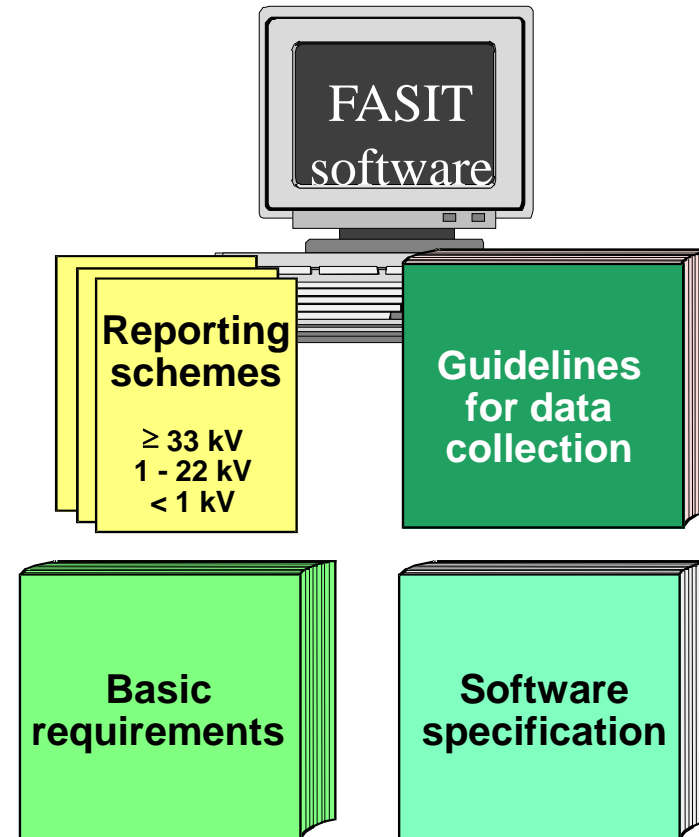 FASIT
software
Reporting
schemes
≥ 33 kV
1 - 22 kV
< 1 kV
Guidelines
for data
collection
Basic
requirements
Software
specification